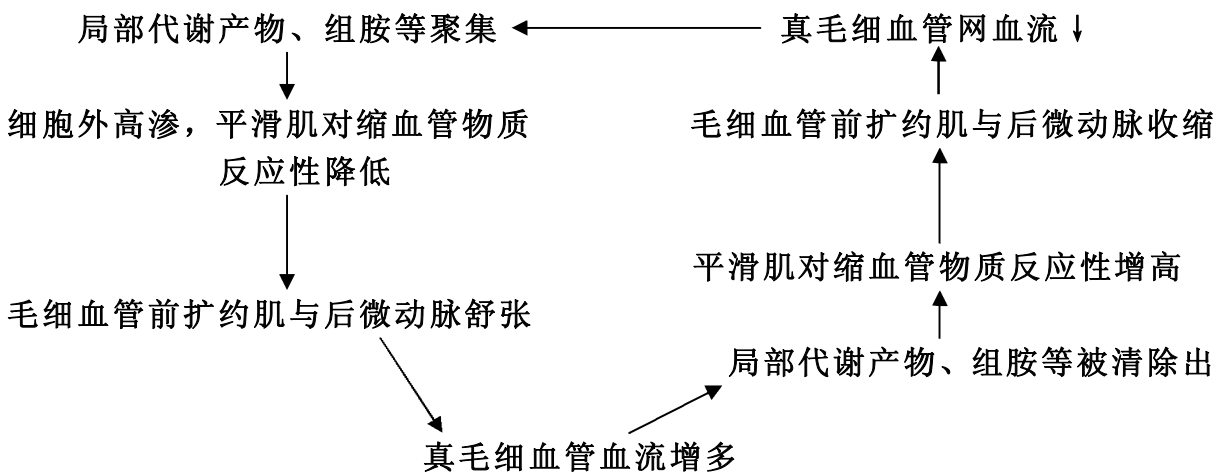 局部代谢产物、组胺等聚集
真毛细血管网血流↓
细胞外高渗，平滑肌对缩血管物质
反应性降低
毛细血管前扩约肌与后微动脉收缩
平滑肌对缩血管物质反应性增高
毛细血管前扩约肌与后微动脉舒张
局部代谢产物、组胺等被清除出
真毛细血管血流增多